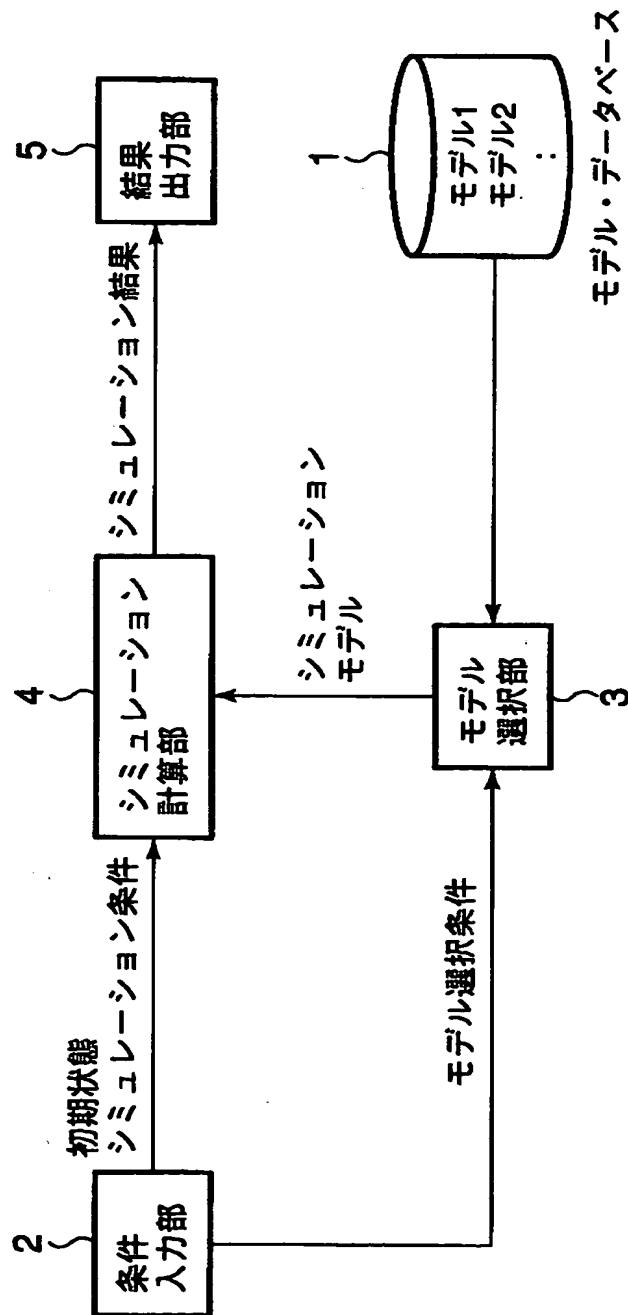 2
条件
入力部
初期状態
シミュレーション条件
4
シミュレーション
計算部
シミュレーション結果
5
結果
出力部
シミュレーション
モデル
モデル選択条件
モデル
選択部
3
1
モデル1
モデル2
:
モデル・データベース